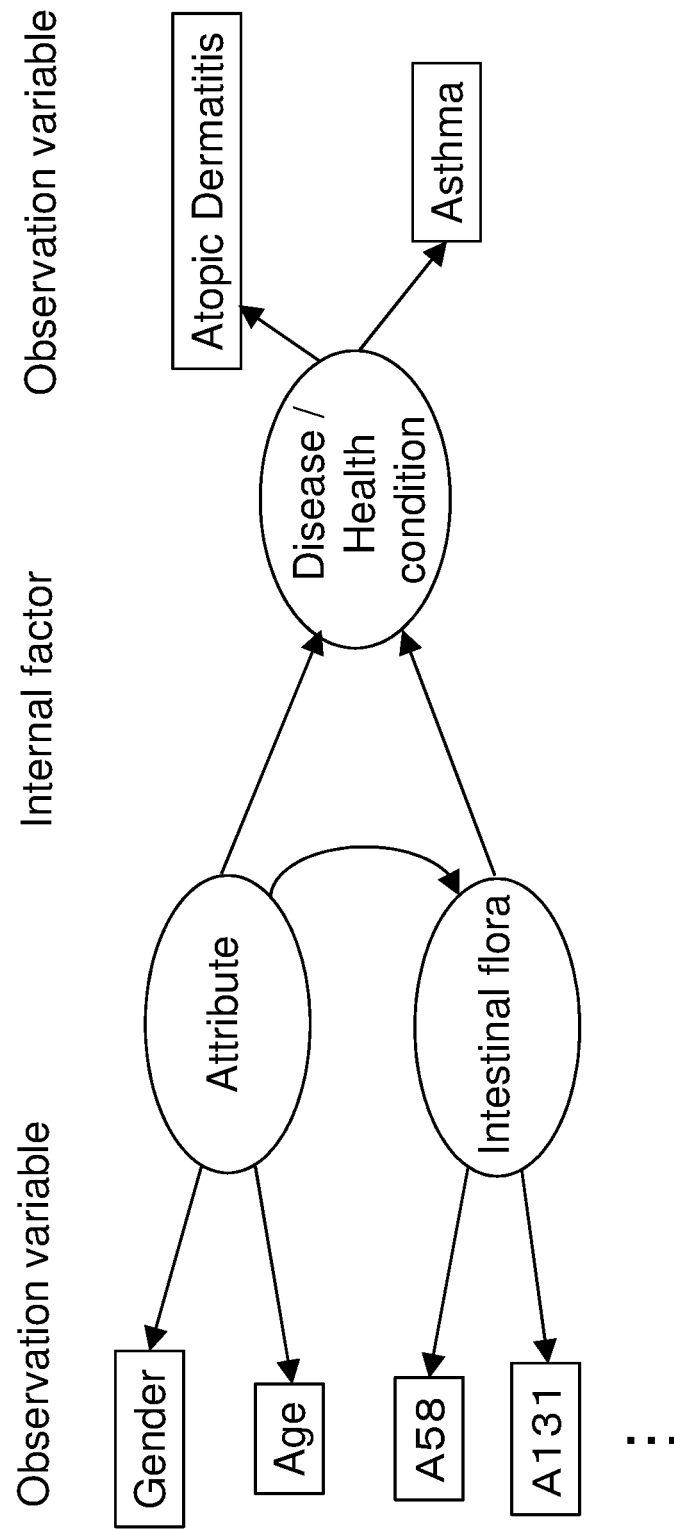 Observation variable
Internal factor
Observation variable
Gender
Age
A58
A131
...
Attribute
Intestinal flora
Disease /
Health
condition
Atopic Dermatitis
Asthma